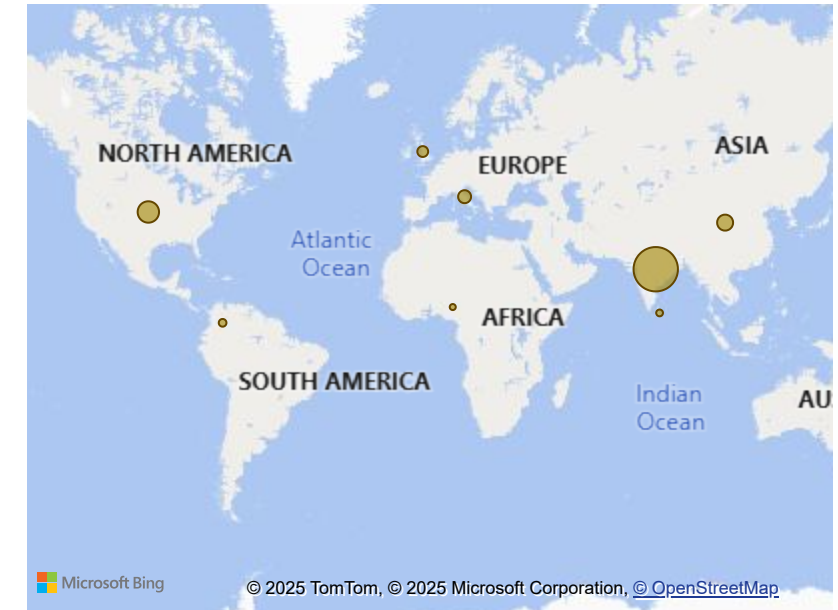 NORTH AMERICA
ASIA
EUROPE
Atlantic
Ocean
AFRICA
SOUTH AMERICA
Indian
Ocean
AU
Microsoft Bing
© 2025 TomTom, © 2025 Microsoft Corporation, © OpenStreetMap